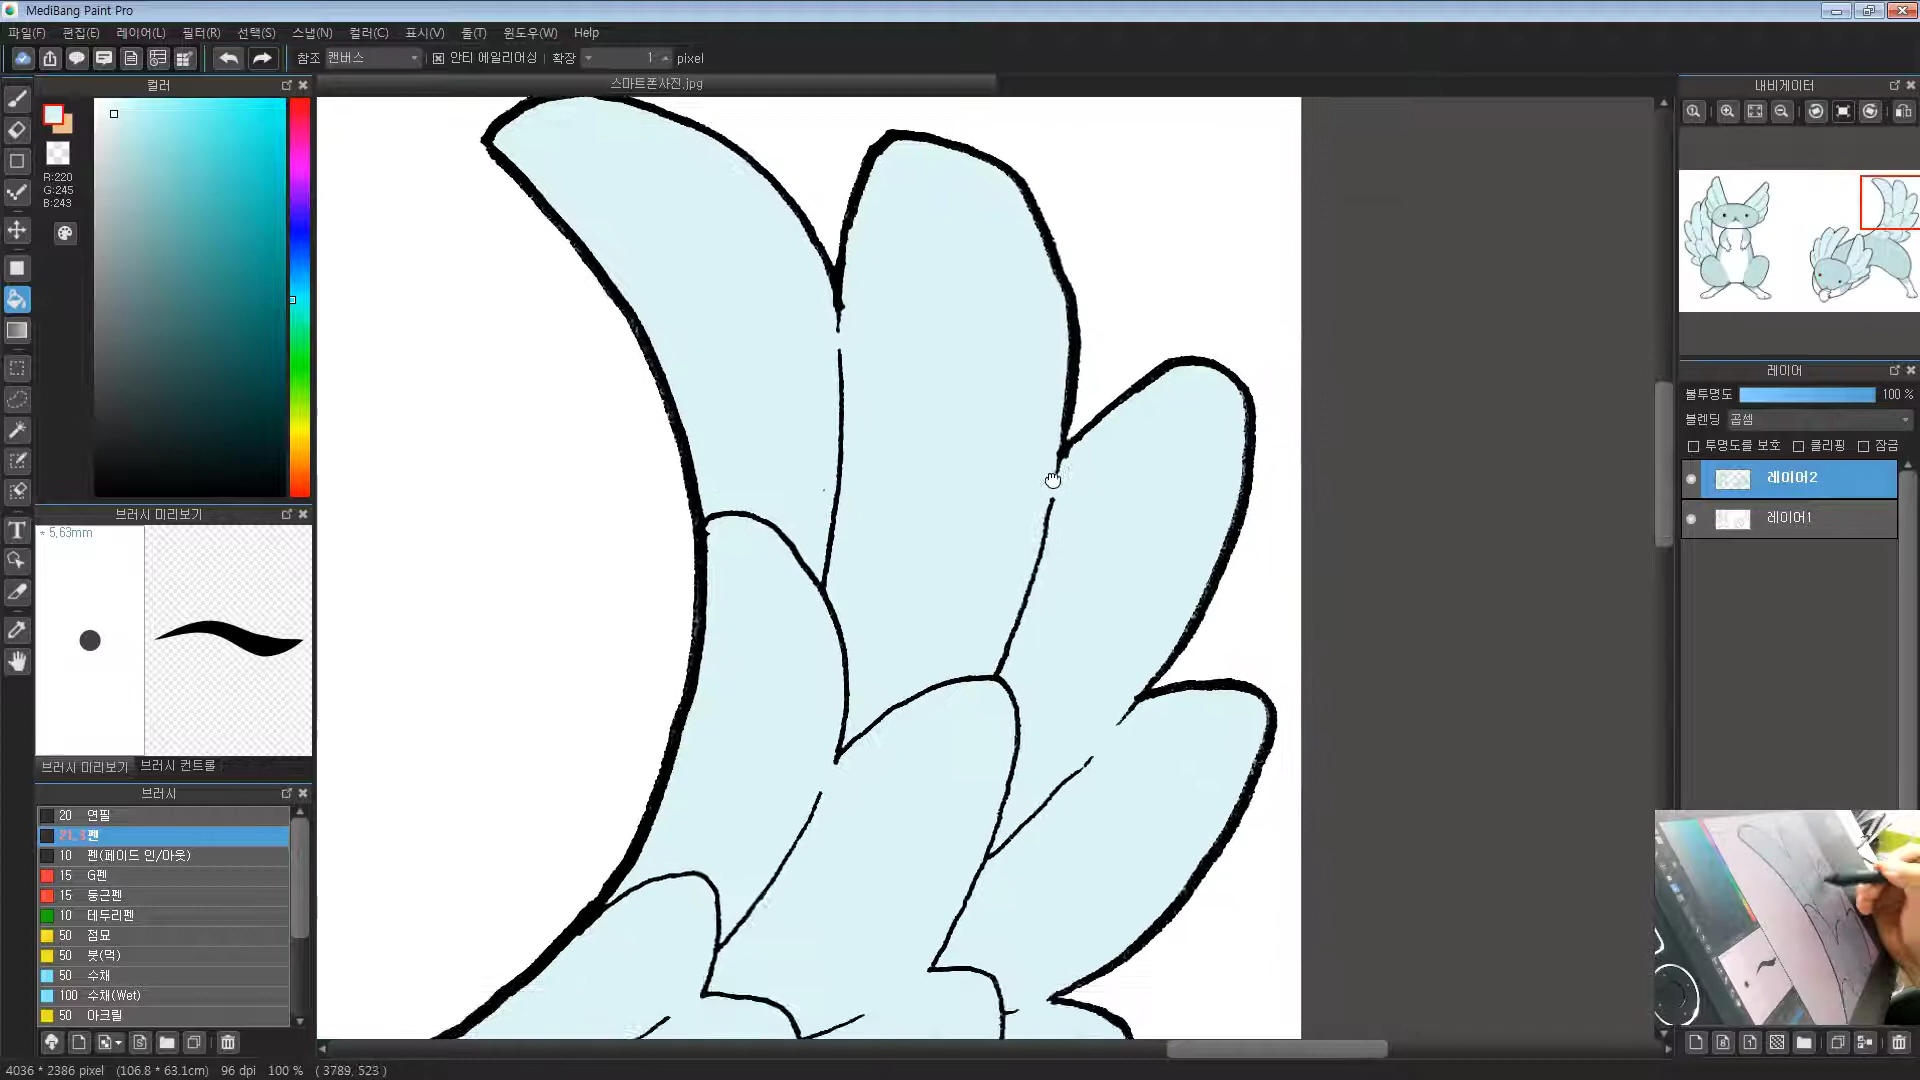 MediBang Paint Pro
파일(F) 편집(E) 레이어(L) 필터(R) 선택(S) 스냅(N) 컬러(C) 표시(V) 툴(T) 윈도우(W) Help
참조 캔버스 안티 에일리어싱 확장 1 pixel
컬러
스마트폰사진.jpg
내비게이터
R:220
G:245
B:243
레이어
불투명도 100 %
블렌딩 곱셈
투명도를 보호 클리핑 잠금
레이어2
레이어1
브러시 미리보기
* 5,63mm
브러시 미리보기 브러시 컨트롤
브러시
20 연필
펜
10 펜(페이드 인/아웃)
15 G펜
15 둥근펜
10 테두리펜
50 점묘
50 붓(먹)
50 수채
100 수채(Wet)
50 아크릴
4036 * 2386 pixel (106.8 * 63.1cm) 96 dpi 100 % ( 3789, 523 )